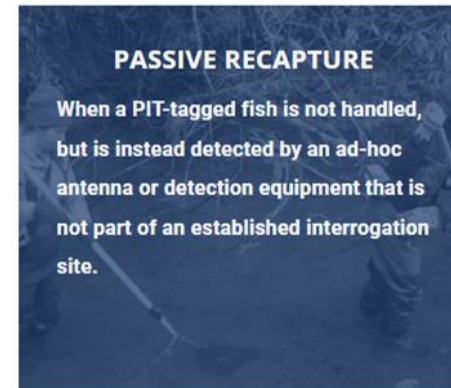 PASSIVE RECAPTURE
When a PIT-tagged fish is not handled,
but is instead detected by an ad-hoc
antenna or detection equipment that is
not part of an established interrogation
site.